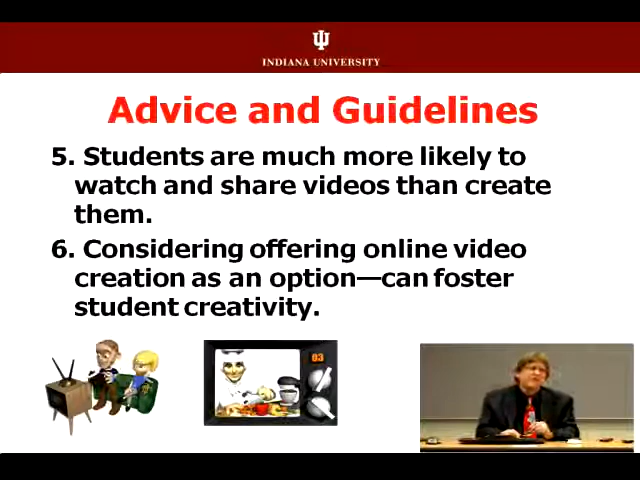 INDIANA UNIVERSITY
Advice and Guidelines
5. Students are much more likely to
watch and share videos than create
them.
6. Considering offering online video
creation as an option—can foster
student creativity.
03